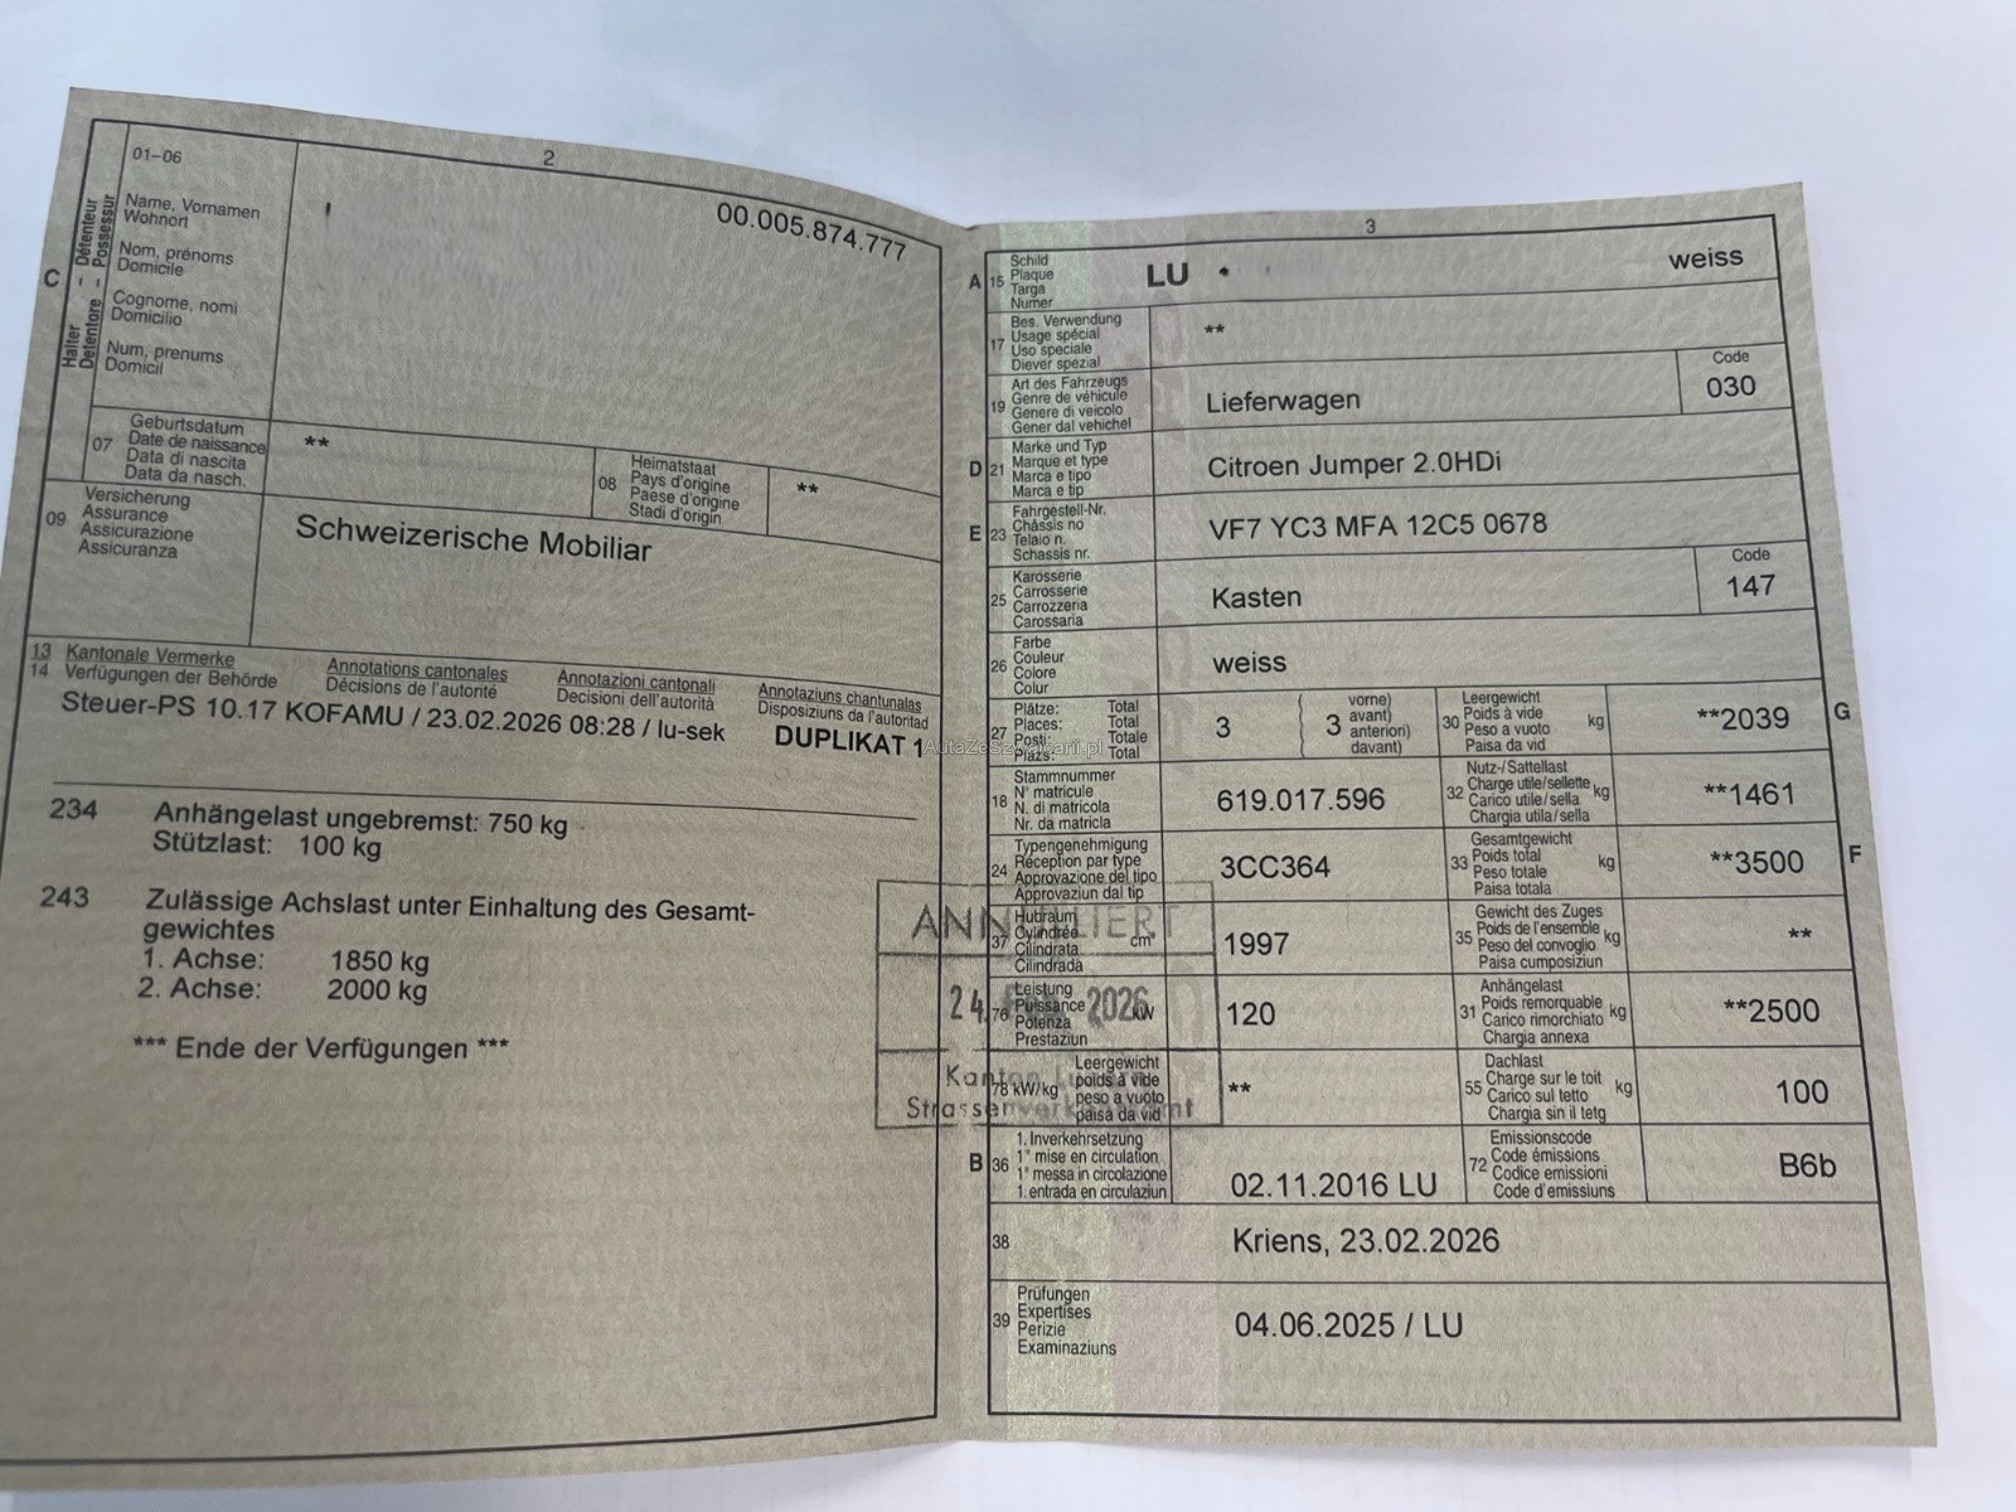 2
01–06
Name, Vornamen
Wohnort
Nom, prénoms
Domicile
Cognome, nomi
Domicilio
Num, prenums
Domicil
C
Halter – Détenteur
Detentore – Possessur
00.005.874.777
07
Geburtsdatum
Date de naissance
Data di nascita
Data da nasch.
**
08
Heimatstaat
Pays d'origine
Paese d'origine
Stadi d'origin
**
09
Versicherung
Assurance
Assicurazione
Assicuranza
Schweizerische Mobiliar
13 Kantonale Vermerke Annotations cantonales Annotazioni cantonali Annotaziuns chantunalas
14 Verfügungen der Behörde Décisions de l'autorité Decisioni dell'autorità Disposiziuns da l'autoritad
Steuer-PS 10.17 KOFAMU / 23.02.2026 08:28 / lu-sek
DUPLIKAT 1
AutaZeSzwajcarii.pl
234 Anhängelast ungebremst: 750 kg
Stützlast: 100 kg
243 Zulässige Achslast unter Einhaltung des Gesamt-
gewichtes
1. Achse: 1850 kg
2. Achse: 2000 kg
*** Ende der Verfügungen ***
ANNULLIERT
24. 2026
Kanton Luzern
Strassenverkehrsamt
3
A 15
Schild
Plaque
Targa
Numer
LU
weiss
17
Bes. Verwendung
Usage spécial
Uso speciale
Diever spezial
**
19
Art des Fahrzeugs
Genre de véhicule
Genere di veicolo
Gener dal vehichel
Lieferwagen
Code
030
D 21
Marke und Typ
Marque et type
Marca e tipo
Marca e tip
Citroen Jumper 2.0HDi
E 23
Fahrgestell-Nr.
Châssis no
Telaio n.
Schassis nr.
VF7 YC3 MFA 12C5 0678
25
Karosserie
Carrosserie
Carrozzeria
Carossaria
Kasten
Code
147
26
Farbe
Couleur
Colore
Colur
weiss
27
Plätze: Total
Places: Total
Posti: Totale
Plazs: Total
3
3
vorne)
( avant)
( anteriori)
davant)
30
Leergewicht
Poids à vide
Peso a vuoto
Paisa da vid
kg
**2039
G
18
Stammnummer
N° matricule
N. di matricola
Nr. da matricla
619.017.596
32
Nutz-/Sattellast
Charge utile/sellette
Carico utile/sella
Chargia utila/sella
kg
**1461
24
Typengenehmigung
Réception par type
Approvazione del tipo
Approvaziun dal tip
3CC364
33
Gesamtgewicht
Poids total
Peso totale
Paisa totala
kg
**3500
F
37
Hubraum
Cylindrée
Cilindrata
Cilindrada
cm³
1997
35
Gewicht des Zuges
Poids de l'ensemble
Peso del convoglio
Paisa cumposiziun
kg
**
76
Leistung
Puissance
Potenza
Prestaziun
kW
120
31
Anhängelast
Poids remorquable
Carico rimorchiato
Chargia annexa
kg
**2500
78 kW/kg
Leergewicht
poids à vide
peso a vuoto
paisa da vid
**
55
Dachlast
Charge sur le toit
Carico sul tetto
Chargia sin il tetg
kg
100
B 36
1. Inverkehrsetzung
1° mise en circulation
1° messa in circolazione
1. entrada en circulaziun
02.11.2016 LU
72
Emissionscode
Code émissions
Codice emissioni
Code d'emissiuns
B6b
38
Kriens, 23.02.2026
39
Prüfungen
Expertises
Perizie
Examinaziuns
04.06.2025 / LU